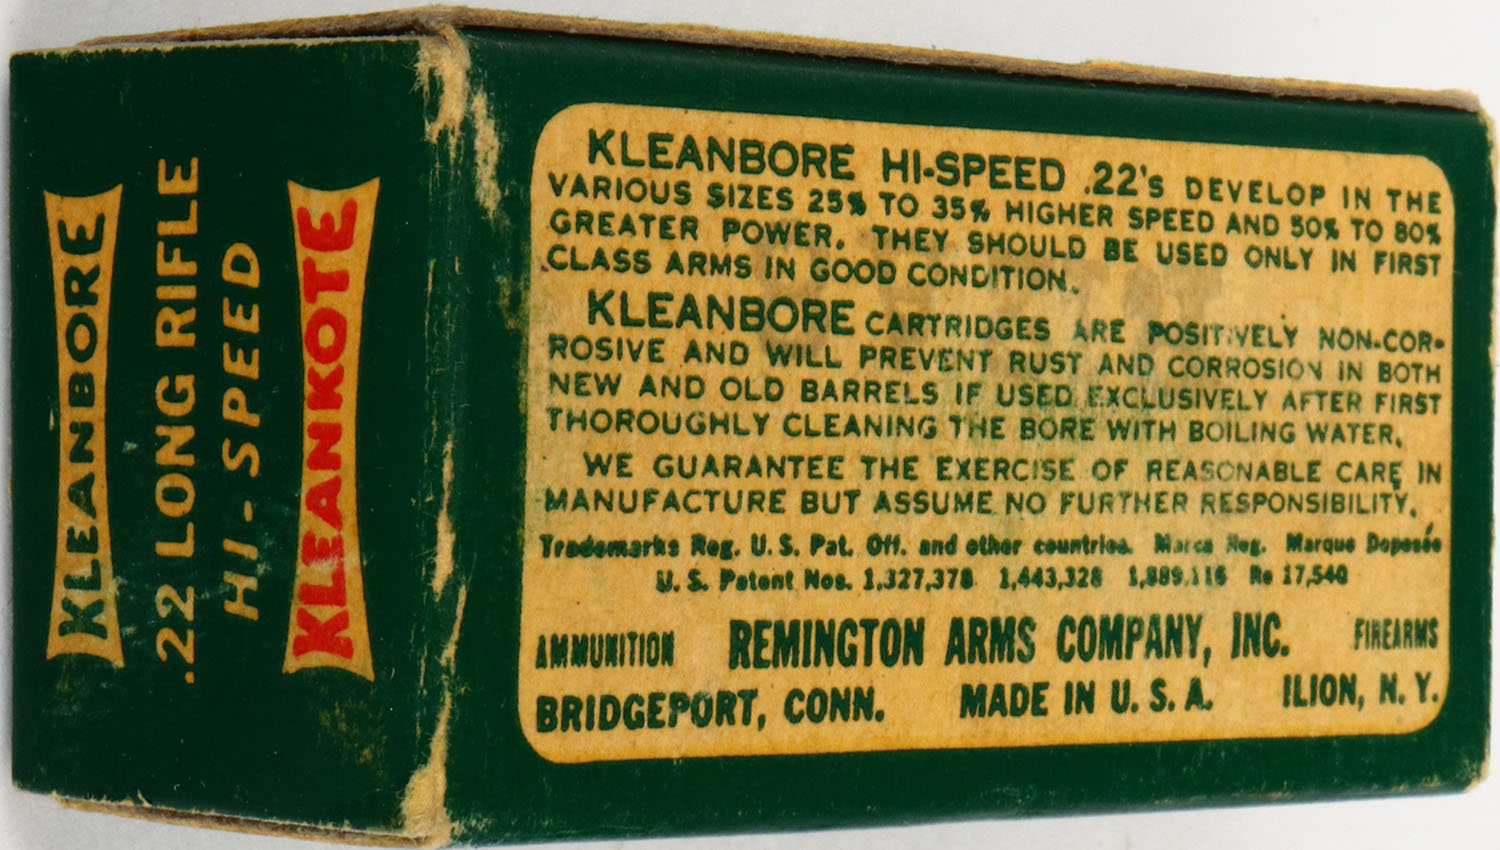 KLEANBORE
.22 LONG RIFLE
HI-SPEED
KLEANKOTE
KLEANBORE HI-SPEED .22's DEVELOP IN THE
VARIOUS SIZES 25% TO 35% HIGHER SPEED AND 50% TO 80%
GREATER POWER. THEY SHOULD BE USED ONLY IN FIRST
CLASS ARMS IN GOOD CONDITION.
KLEANBORE CARTRIDGES ARE POSITIVELY NON-COR-
ROSIVE AND WILL PREVENT RUST AND CORROSION IN BOTH
NEW AND OLD BARRELS IF USED EXCLUSIVELY AFTER FIRST
THOROUGHLY CLEANING THE BORE WITH BOILING WATER.
WE GUARANTEE THE EXERCISE OF REASONABLE CARE IN
MANUFACTURE BUT ASSUME NO FURTHER RESPONSIBILITY.
Trademarks Reg. U. S. Pat. Off. and other countries. Marca Reg. Marque Deposée
U. S. Patent Nos. 1,327,378 1,443,328 1,889,116 Re 17,540
AMMUNITION REMINGTON ARMS COMPANY, INC. FIREARMS
BRIDGEPORT, CONN. MADE IN U. S. A. ILION, N. Y.